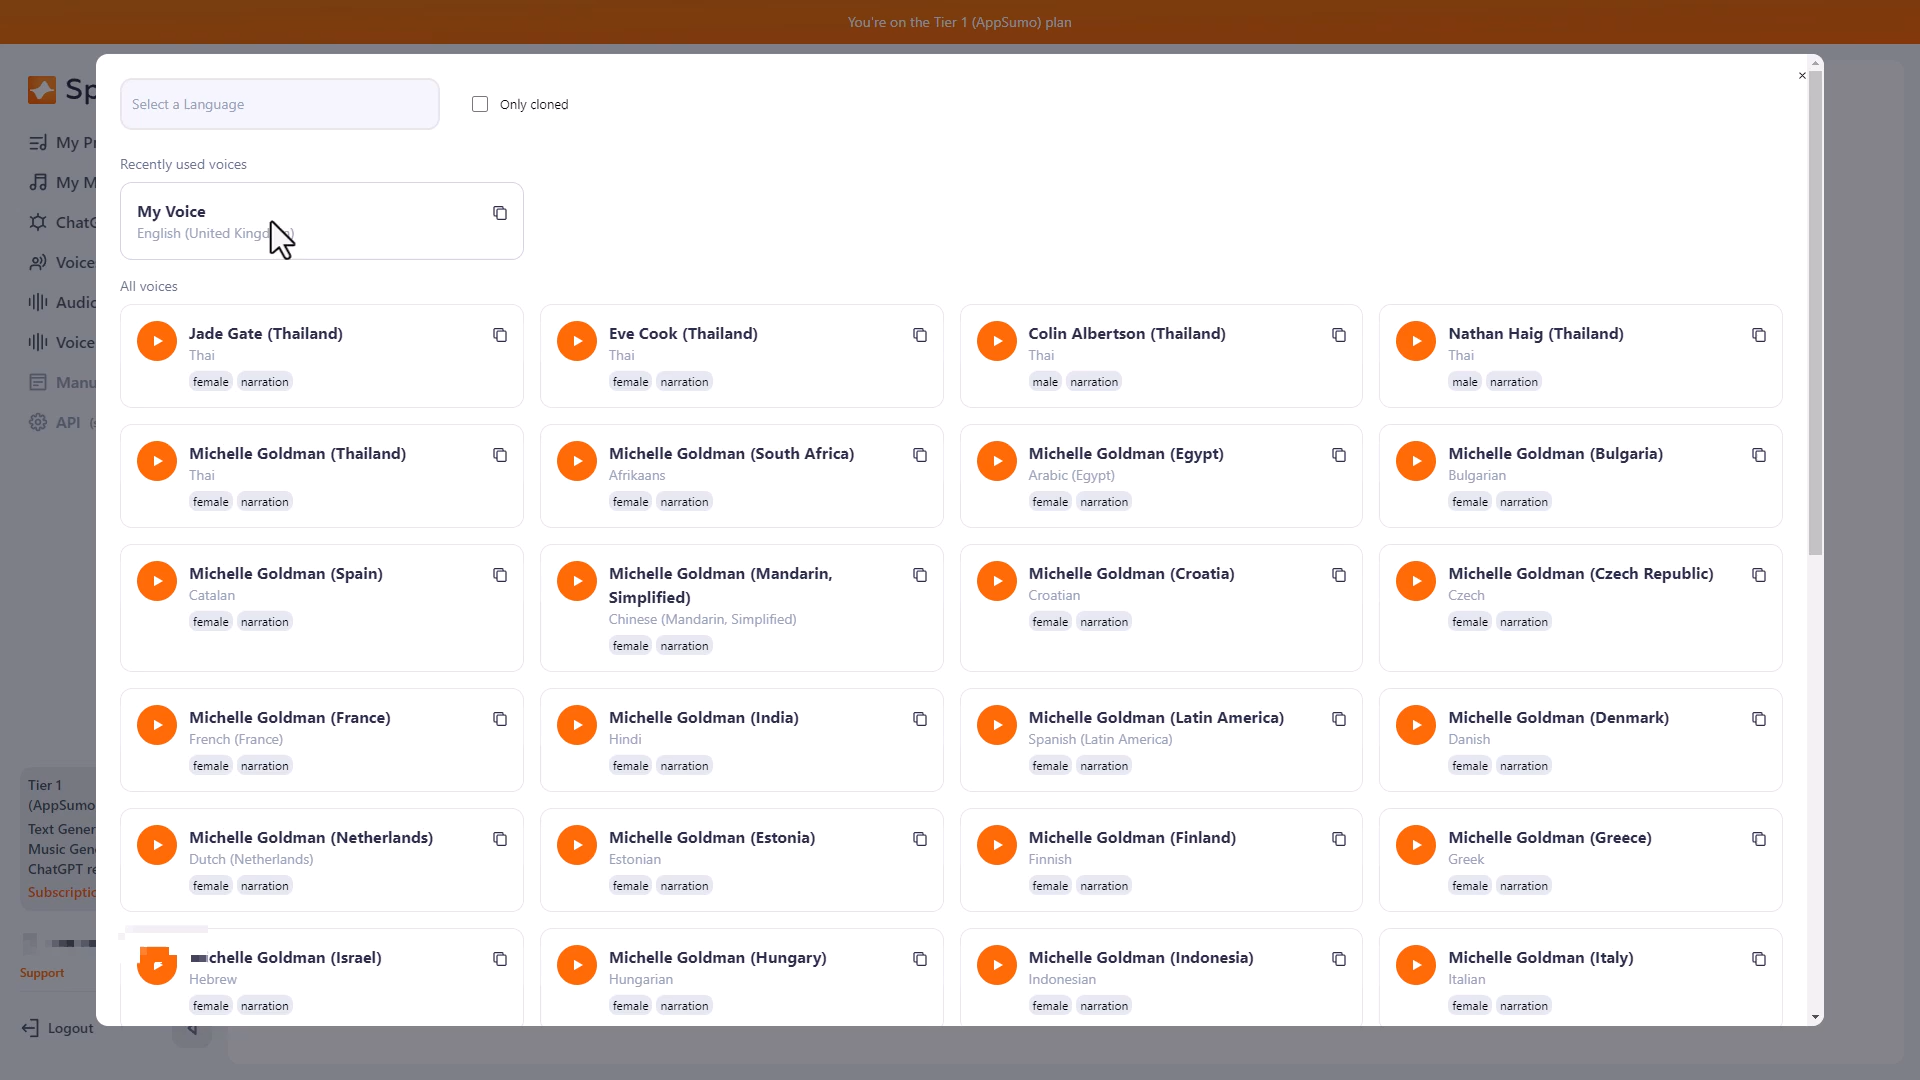 You're on the Tier 1 (AppSumo) plan
Sp
Select a Language
Only cloned
×
My P
My M
ChatG
Voice
Audio
Voice
Manu
API
Recently used voices
My Voice
English (United Kingd
All voices
Jade Gate (Thailand)
Thai
female narration
Eve Cook (Thailand)
Thai
female narration
Colin Albertson (Thailand)
Thai
male narration
Nathan Haig (Thailand)
Thai
male narration
Michelle Goldman (Thailand)
Thai
female narration
Michelle Goldman (South Africa)
Afrikaans
female narration
Michelle Goldman (Egypt)
Arabic (Egypt)
female narration
Michelle Goldman (Bulgaria)
Bulgarian
female narration
Michelle Goldman (Spain)
Catalan
female narration
Michelle Goldman (Mandarin,
Simplified)
Chinese (Mandarin, Simplified)
female narration
Michelle Goldman (Croatia)
Croatian
female narration
Michelle Goldman (Czech Republic)
Czech
female narration
Michelle Goldman (France)
French (France)
female narration
Michelle Goldman (India)
Hindi
female narration
Michelle Goldman (Latin America)
Spanish (Latin America)
female narration
Michelle Goldman (Denmark)
Danish
female narration
Michelle Goldman (Netherlands)
Dutch (Netherlands)
female narration
Michelle Goldman (Estonia)
Estonian
female narration
Michelle Goldman (Finland)
Finnish
female narration
Michelle Goldman (Greece)
Greek
female narration
chelle Goldman (Israel)
Hebrew
female narration
Michelle Goldman (Hungary)
Hungarian
female narration
Michelle Goldman (Indonesia)
Indonesian
female narration
Michelle Goldman (Italy)
Italian
female narration
Tier 1
(AppSumo
Text Gener
Music Gen
ChatGPT re
Subscriptio
Support
Logout